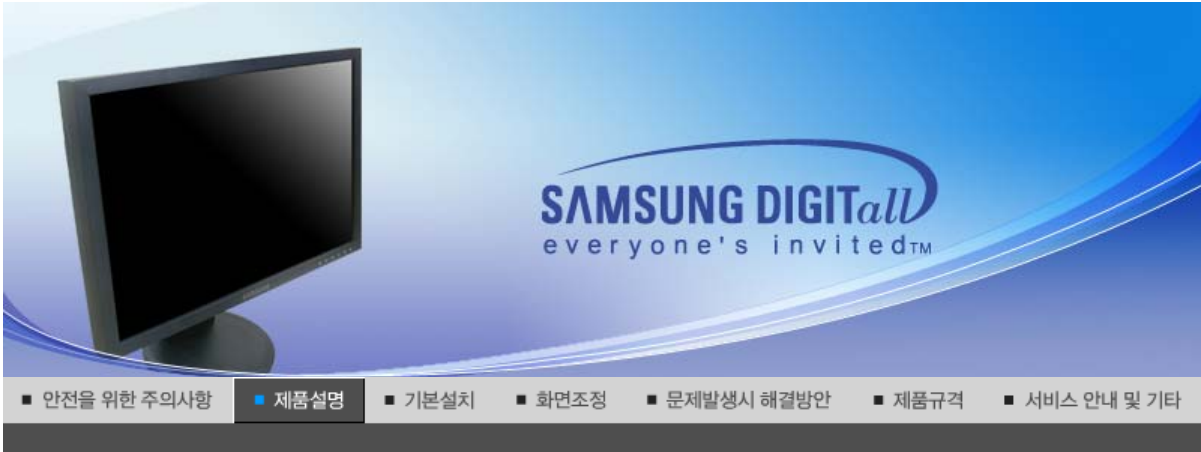 SAMSUNG DIGITall
everyone's invited™
안전을 위한 주의사항 제품설명 기본설치 화면조정 문제발생시 해결방안 제품규격 서비스 안내 및 기타